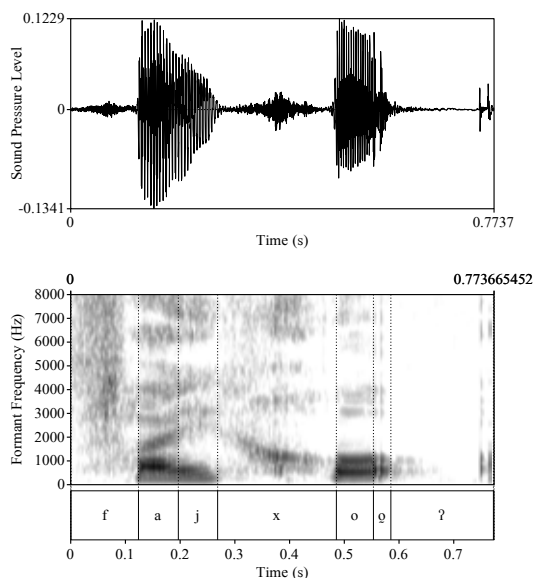 0.1229
0
-0.1341
Sound Pressure Level
0 0.7737
Time (s)
0 0.773665452
8000
7000
6000
5000
4000
3000
2000
1000
0
Formant Frequency (Hz)
f a j x o o̰ ʔ
0 0.1 0.2 0.3 0.4 0.5 0.6 0.7
Time (s)